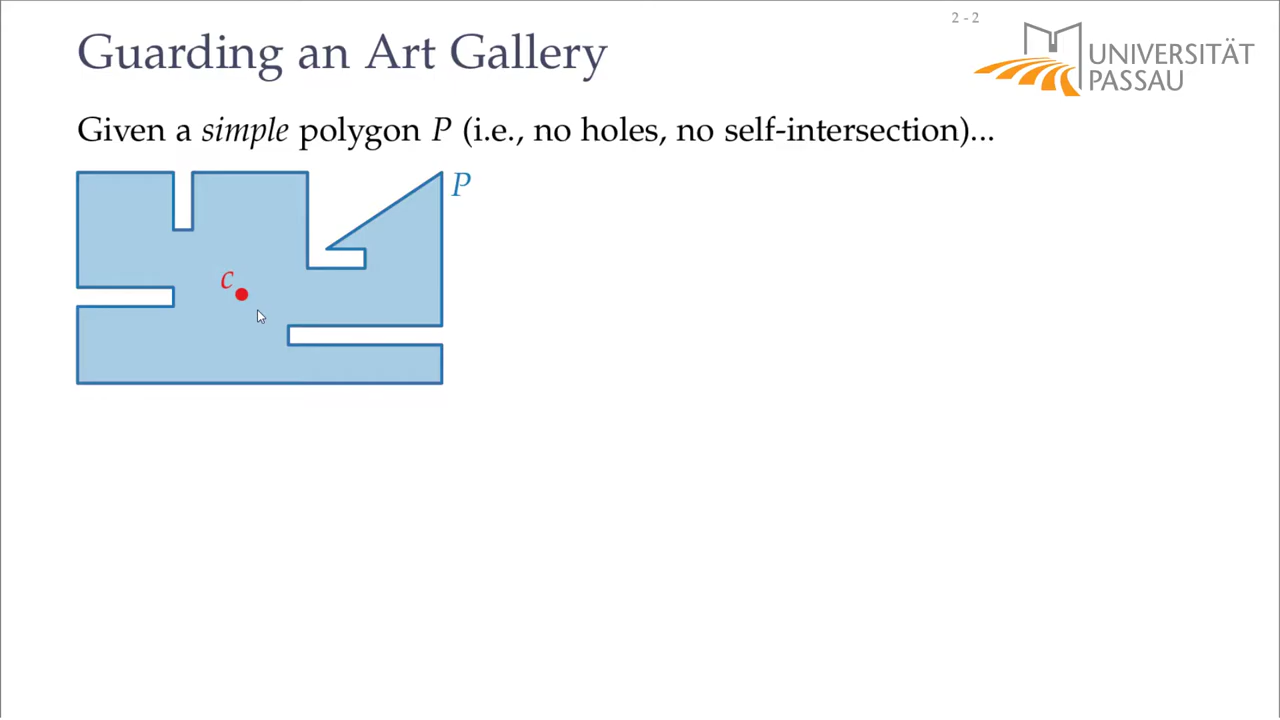 2 - 2
Guarding an Art Gallery
UNIVERSITÄT
PASSAU
Given a simple polygon P (i.e., no holes, no self-intersection)...
P
c